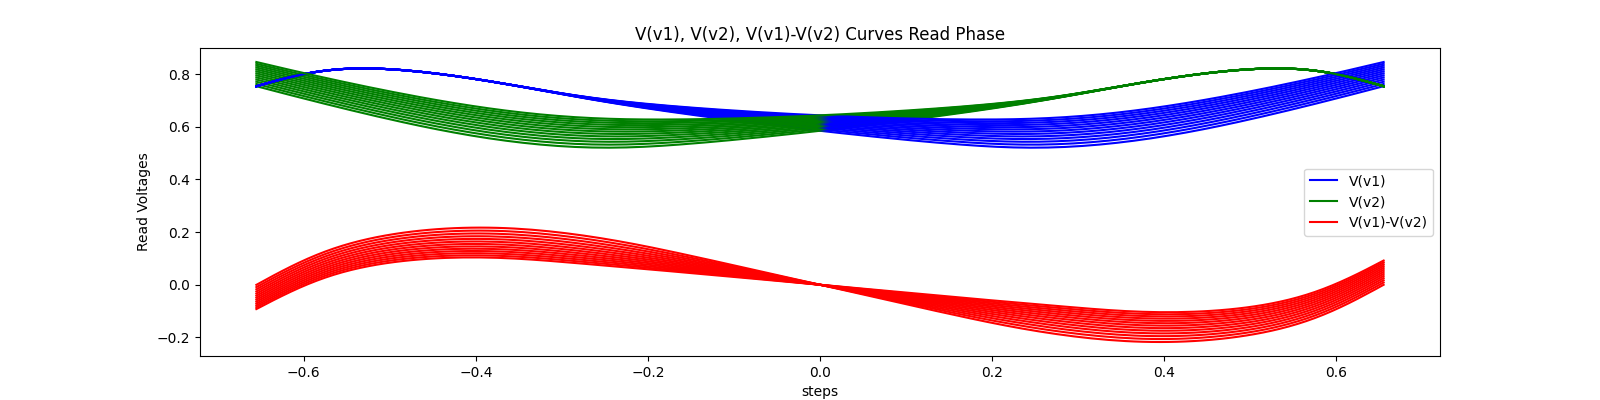 V(v1), V(v2), V(v1)-V(v2) Curves Read Phase
Read Voltages
0.8
0.6
0.4
0.2
0.0
−0.2
V(v1)
V(v2)
V(v1)-V(v2)
−0.6
−0.4
−0.2
0.0
0.2
0.4
0.6
steps